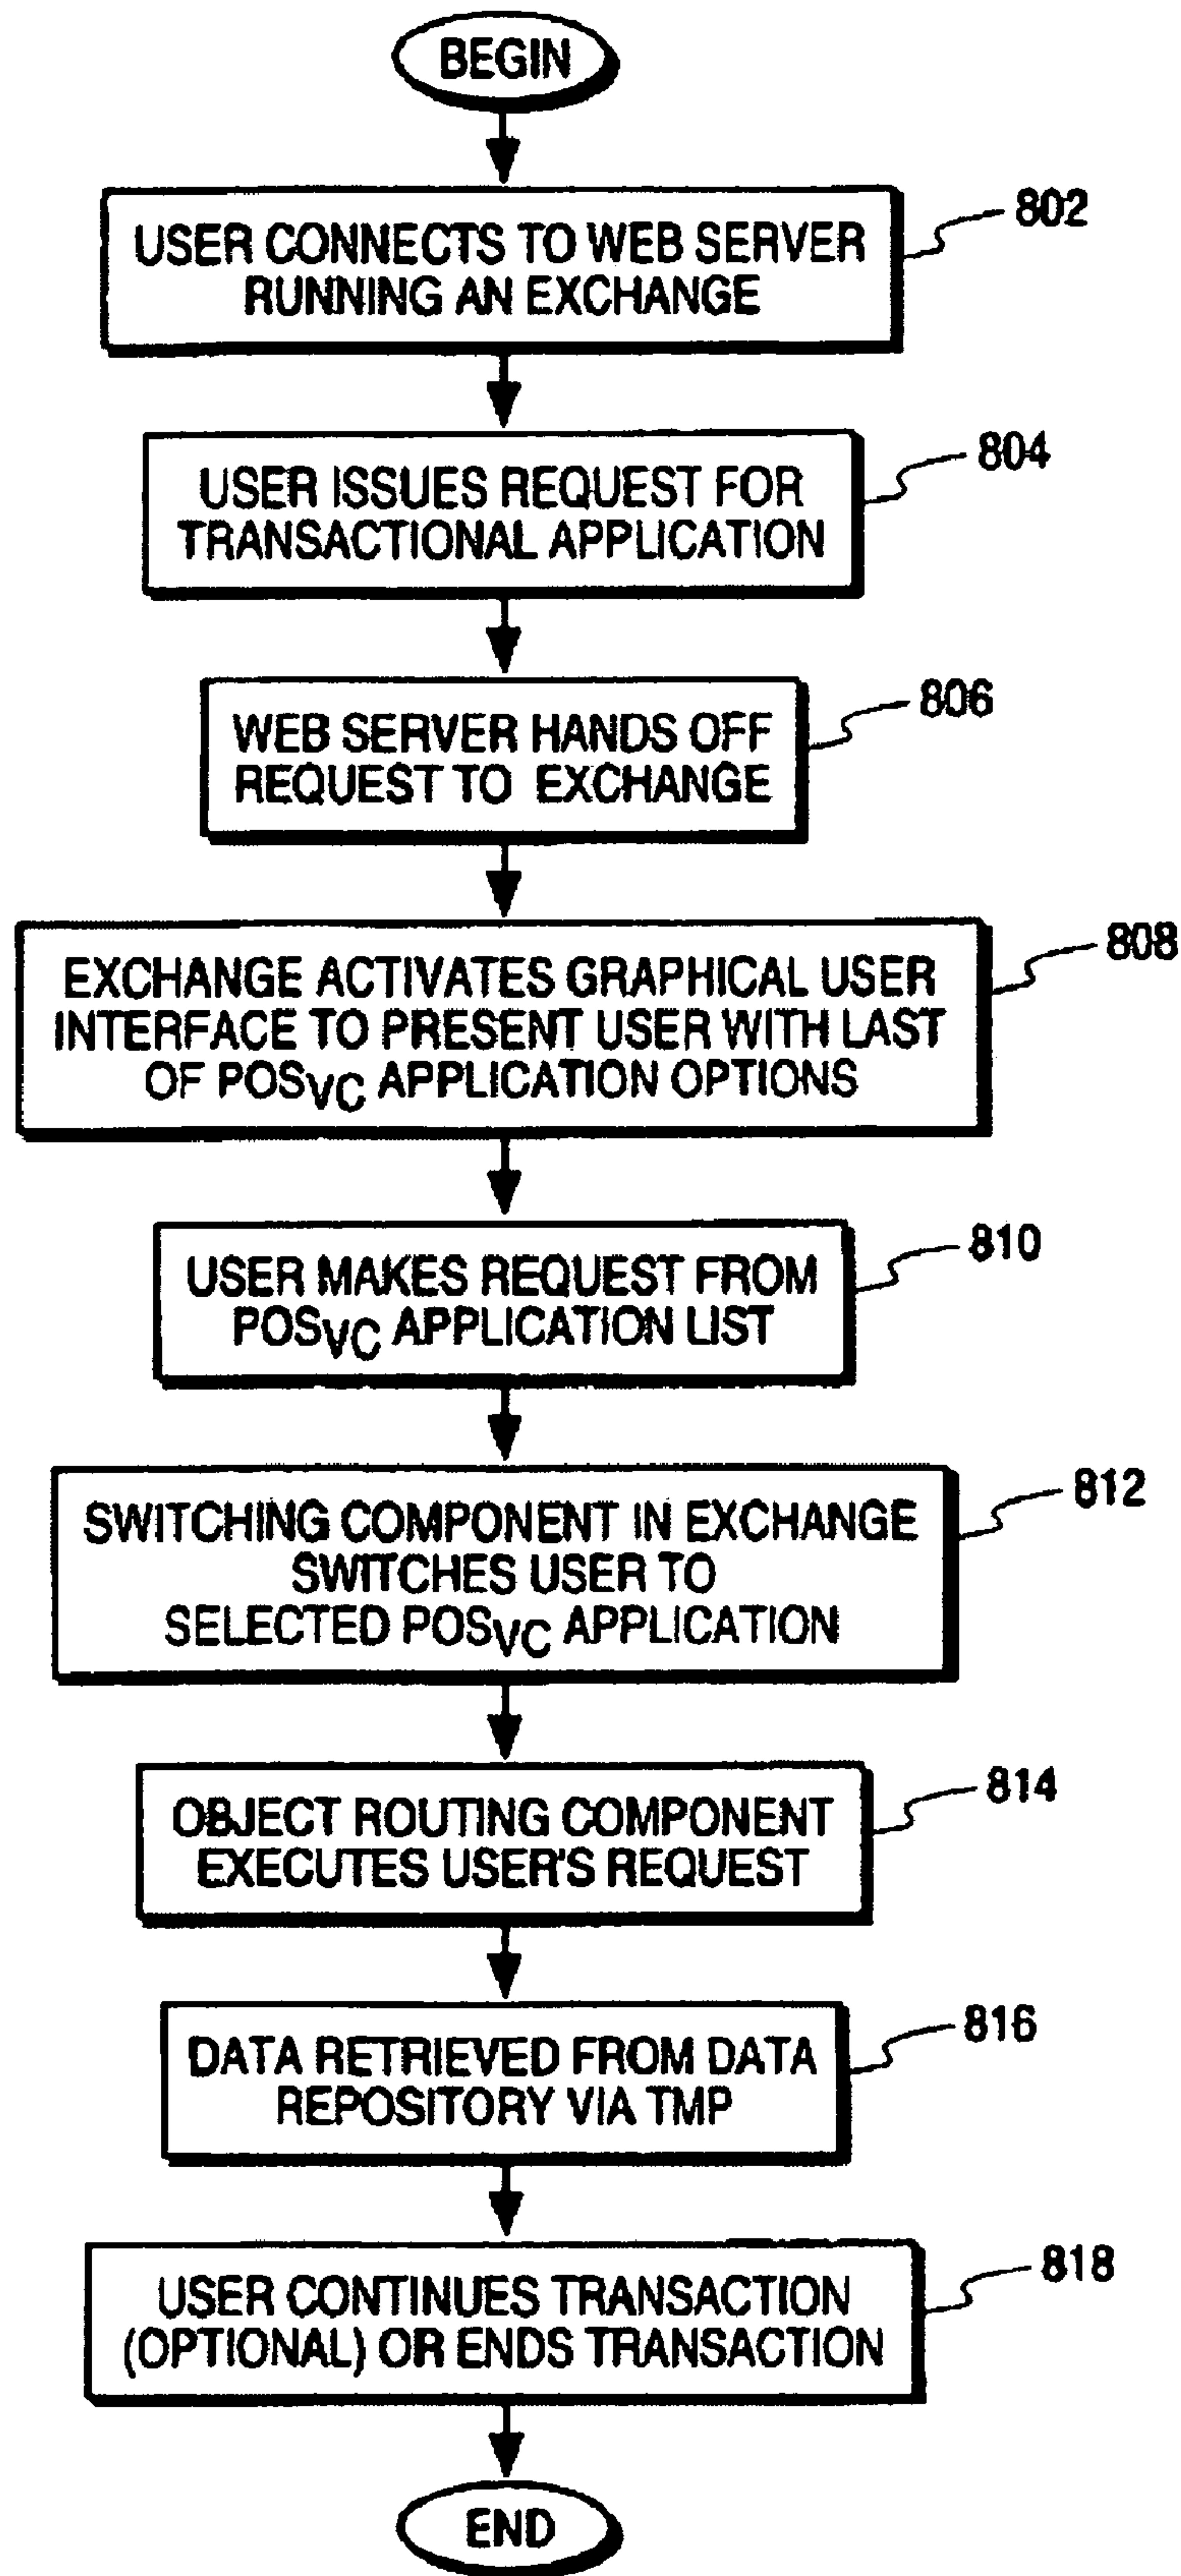 BEGIN
USER CONNECTS TO WEB SERVER
RUNNING AN EXCHANGE
802
USER ISSUES REQUEST FOR
TRANSACTIONAL APPLICATION
804
WEB SERVER HANDS OFF
REQUEST TO EXCHANGE
806
EXCHANGE ACTIVATES GRAPHICAL USER
INTERFACE TO PRESENT USER WITH LAST
OF POSVC APPLICATION OPTIONS
808
USER MAKES REQUEST FROM
POSVC APPLICATION LIST
810
SWITCHING COMPONENT IN EXCHANGE
SWITCHES USER TO
SELECTED POSVC APPLICATION
812
OBJECT ROUTING COMPONENT
EXECUTES USER'S REQUEST
814
DATA RETRIEVED FROM DATA
REPOSITORY VIA TMP
816
USER CONTINUES TRANSACTION
(OPTIONAL) OR ENDS TRANSACTION
818
END